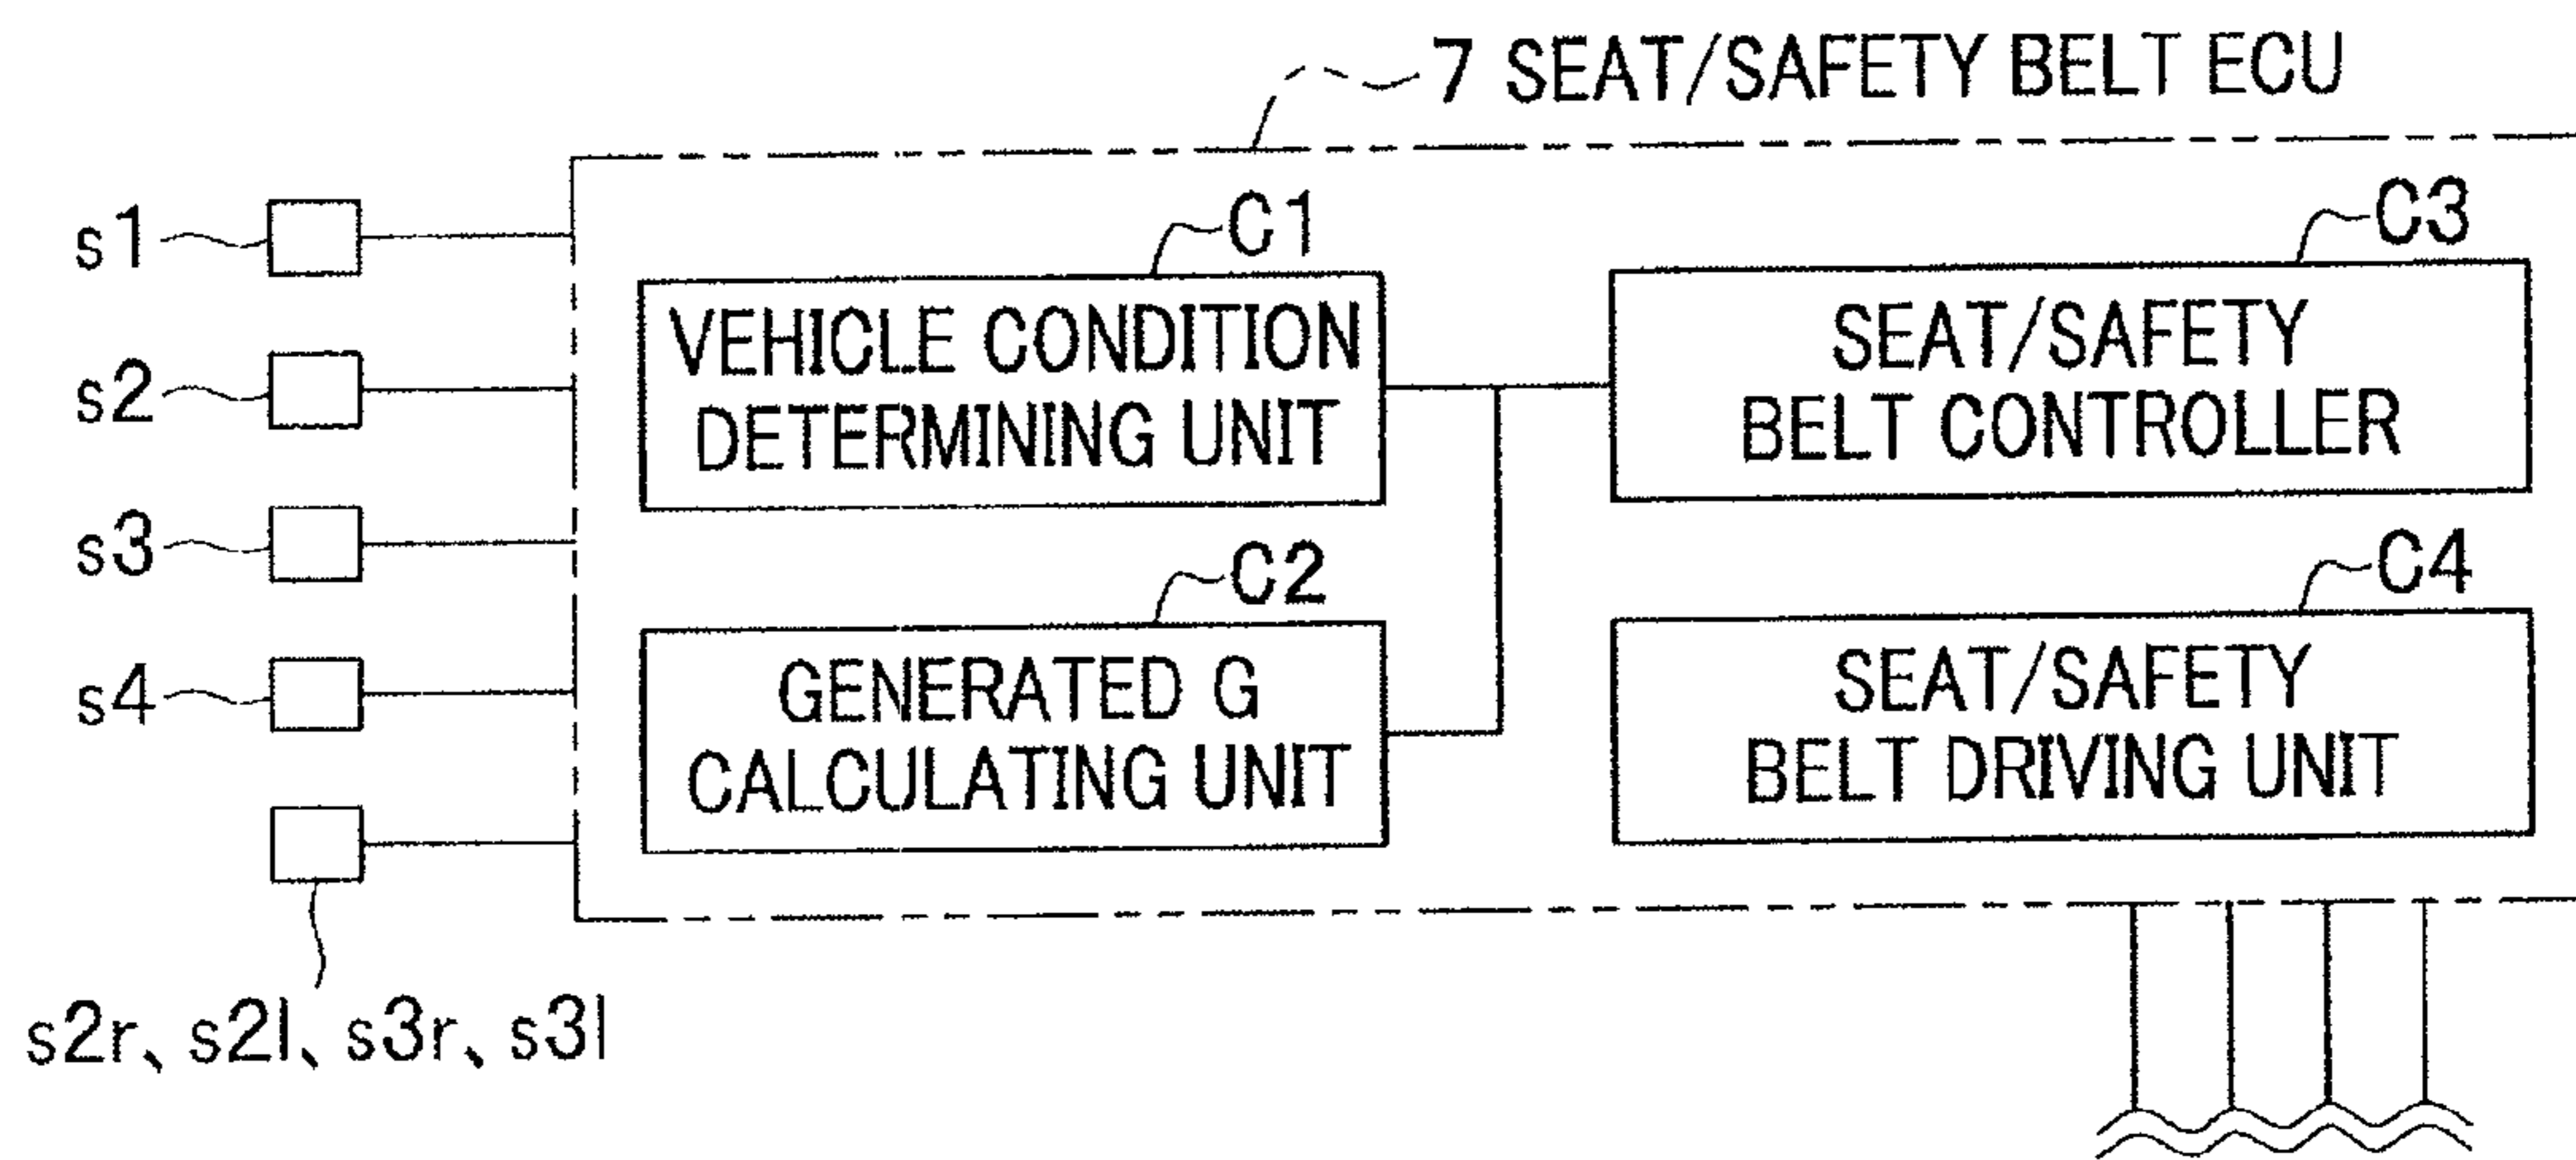 7 SEAT/SAFETY BELT ECU
s1
C1
C3
VEHICLE CONDITION
DETERMINING UNIT
SEAT/SAFETY
BELT CONTROLLER
s2
s3
C2
C4
s4
GENERATED G
CALCULATING UNIT
SEAT/SAFETY
BELT DRIVING UNIT
s2r、s2l、s3r、s3l